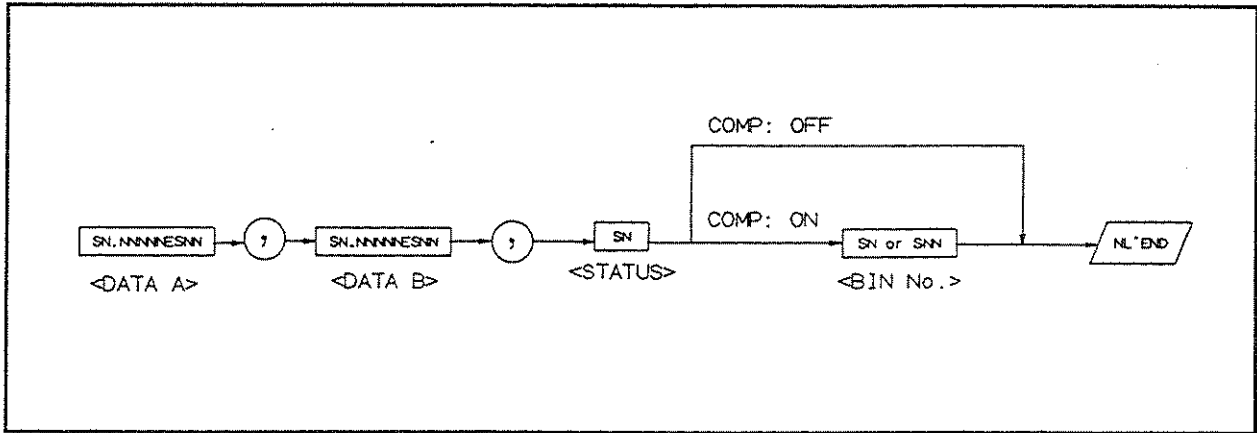 COMP: OFF
COMP: ON
SN.NNNNNESNN , SN.NNNNNESNN , SN SN or SNN NL^END
<DATA A> <DATA B> <STATUS> <BIN No.>